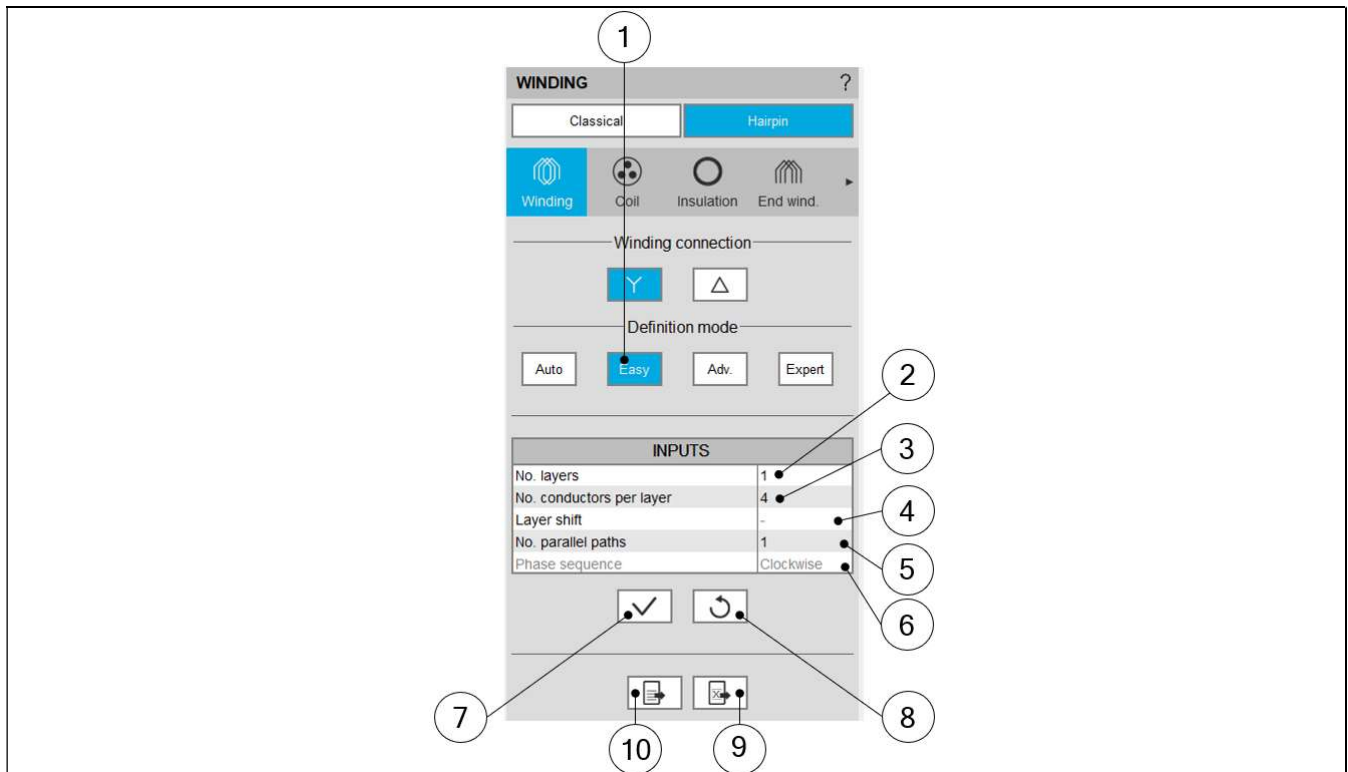 1
WINDING ?
Classical Hairpin
Winding Coil Insulation End wind.
Winding connection
Y Δ
Definition mode
Auto Easy Adv. Expert
2
INPUTS
3
No. layers 1
No. conductors per layer 4
4
Layer shift -
No. parallel paths 1
5
Phase sequence Clockwise
6
7
8
10
9